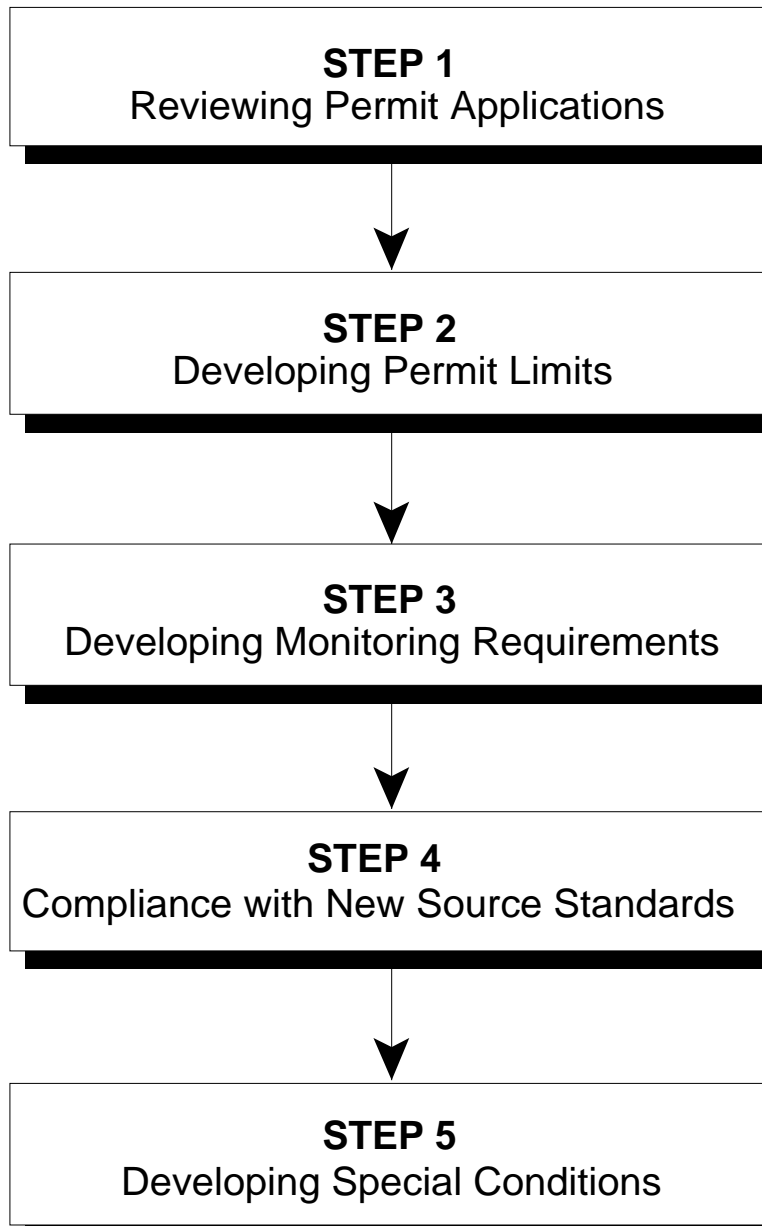 STEP 1
Reviewing Permit Applications
STEP 2
Developing Permit Limits
STEP 3
Developing Monitoring Requirements
STEP 4
Compliance with New Source Standards
STEP 5
Developing Special Conditions